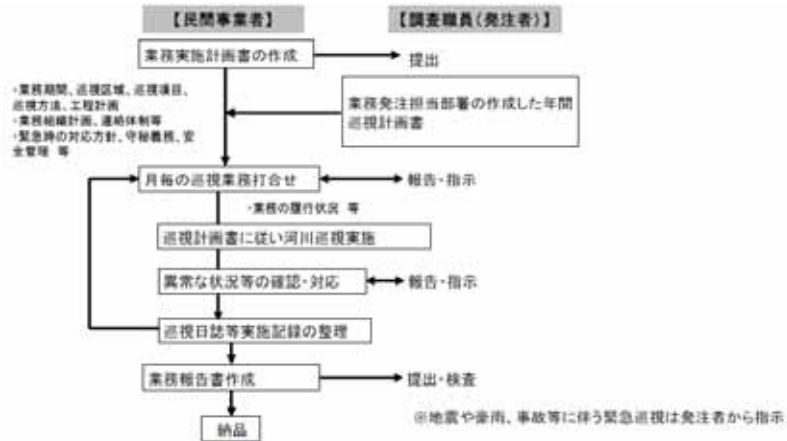 【民間事業者】
【調査職員(発注者)】
業務実施計画書の作成
提出
・業務期間、巡視区域、巡視項目、
巡視方法、工程計画
・業務組織計画、連絡体制等
・緊急時の対応方針、守秘義務、安
全管理 等
業務発注担当部署の作成した年間
巡視計画書
月毎の巡視業務打合せ
報告・指示
・業務の履行状況 等
巡視計画書に従い河川巡視実施
異常な状況等の確認・対応
報告・指示
巡視日誌等実施記録の整理
業務報告書作成
提出・検査
納品
※地震や豪雨、事故等に伴う緊急巡視は発注者から指示